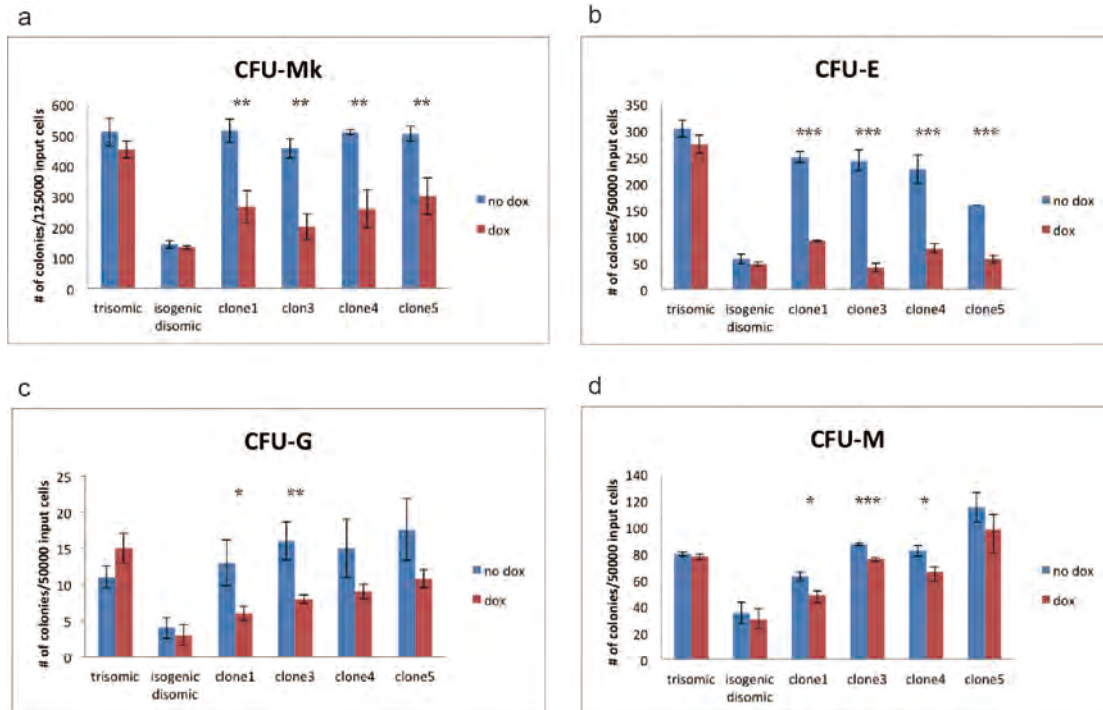 a
CFU-Mk
# of colonies/125000 input cells
600
500
400
300
200
100
0
** ** ** **
trisomic isogenic disomic clone1 clon3 clone4 clone5
no dox
dox
b
CFU-E
# of colonies/50000 input cells
350
300
250
200
150
100
50
0
*** *** *** ***
trisomic isogenic disomic clone1 clone3 clone4 clone5
no dox
dox
c
CFU-G
# of colonies/50000 input cells
25
20
15
10
5
0
* **
trisomic isogenic disomic clone1 clone3 clone4 clone5
no dox
dox
d
CFU-M
# of colonies/50000 input cells
140
120
100
80
60
40
20
0
* *** *
trisomic isogenic disomic clone1 clone3 clone4 clone5
no dox
dox